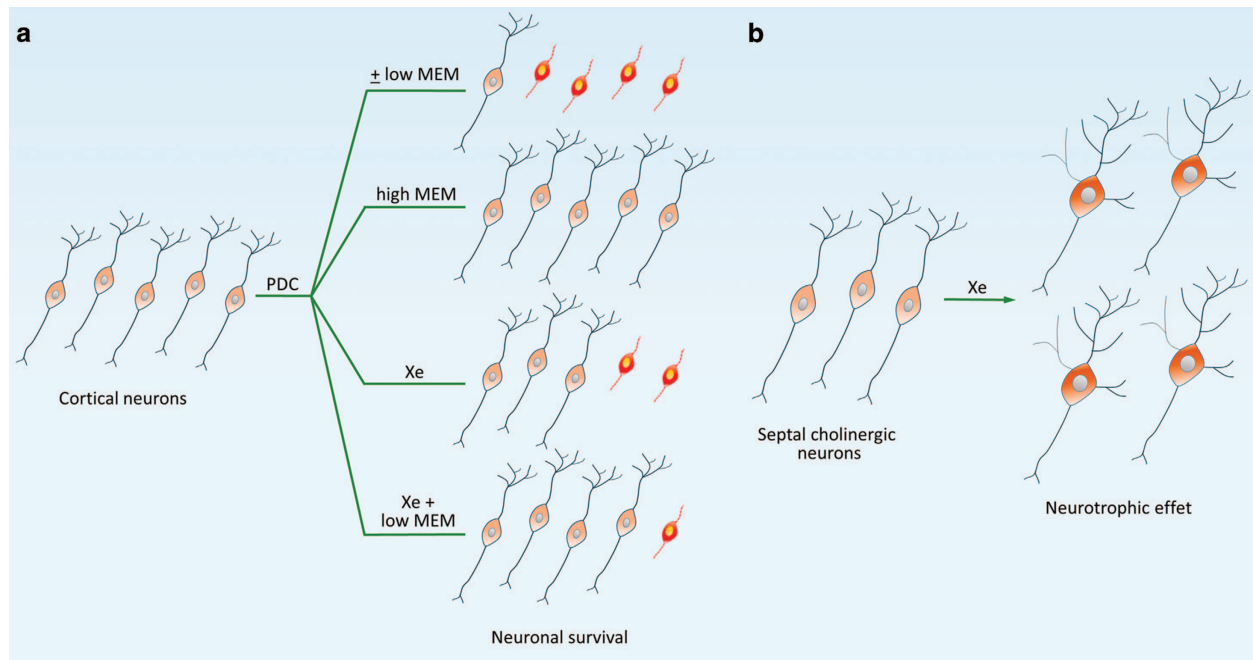 a
± low MEM
high MEM
PDC
Cortical neurons
Xe
Xe +
low MEM
Neuronal survival
b
Xe
Septal cholinergic
neurons
Neurotrophic effet